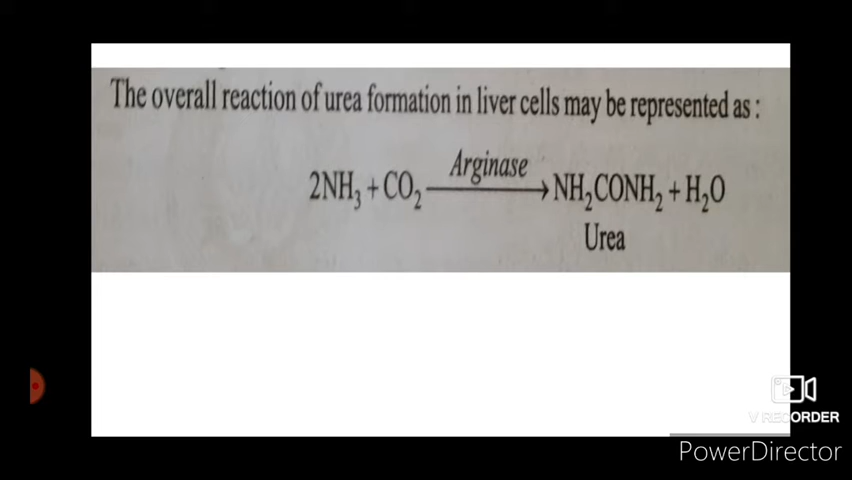 The overall reaction of urea formation in liver cells may be represented as :
Arginase
2NH₃ + CO₂ ⟶ NH₂CONH₂ + H₂O
Urea
V RECORDER
PowerDirector